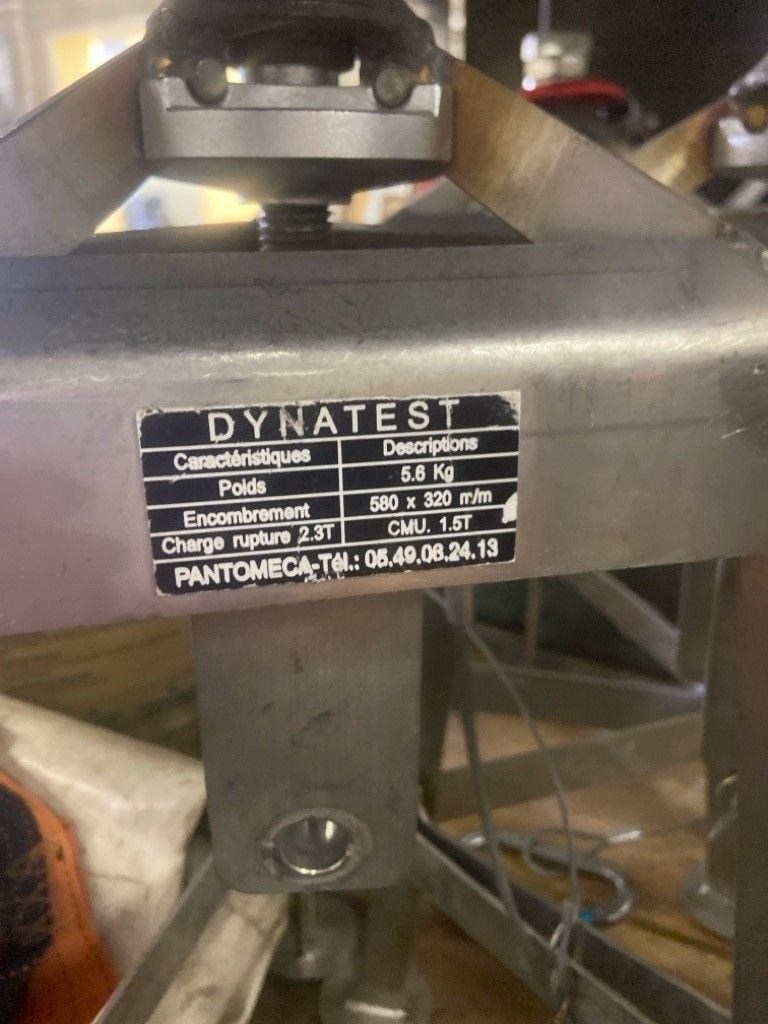 DYNATEST
Caractéristiques Descriptions
Poids 5.6 Kg
Encombrement 580 x 320 m/m
Charge rupture 2.3T CMU. 1.5T
PANTOMECA-Tél.: 05.49.08.24.13